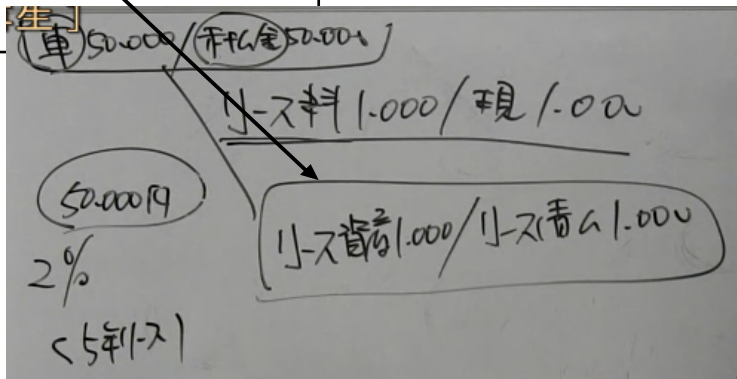 車 50.000 / 未払金 50.000
リース料 1.000 / 現 1.000
50.000円
リース資産 1.000 / リース債ム 1.000
2%
<5年リース)